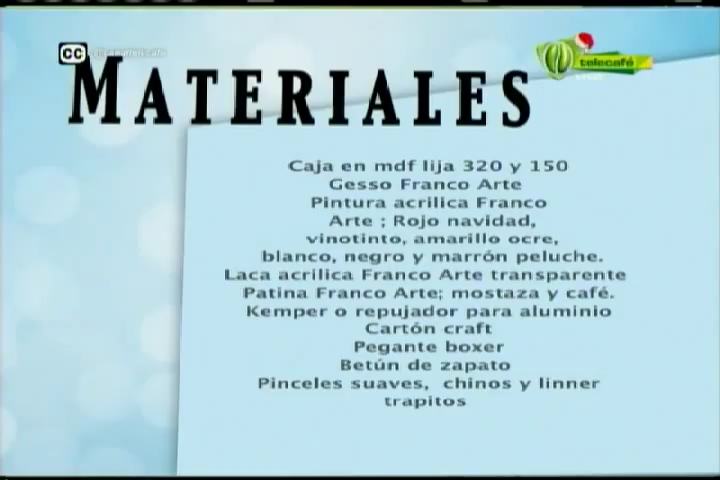 CC
MATERIALES
telecafé
Caja en mdf lija 320 y 150
Gesso Franco Arte
Pintura acrilica Franco
Arte ; Rojo navidad,
vinotinto, amarillo ocre,
blanco, negro y marrón peluche.
Laca acrilica Franco Arte transparente
Patina Franco Arte; mostaza y café.
Kemper o repujador para aluminio
Cartón craft
Pegante boxer
Betún de zapato
Pinceles suaves, chinos y linner
trapitos